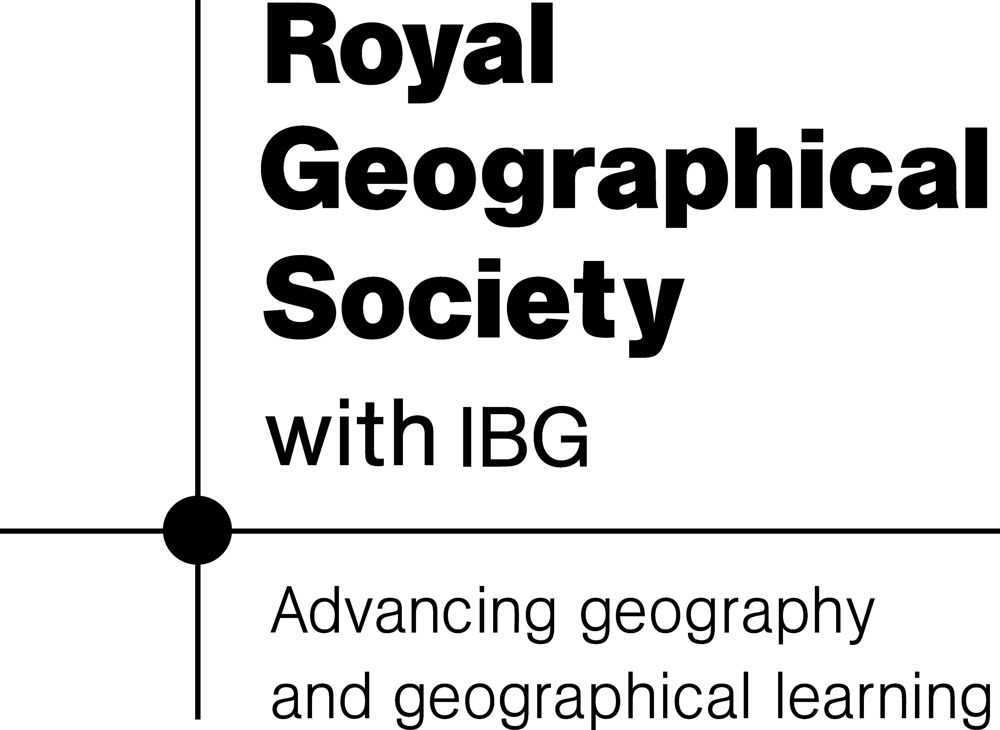 Royal
Geographical
Society
with IBG
Advancing geography
and geographical learning